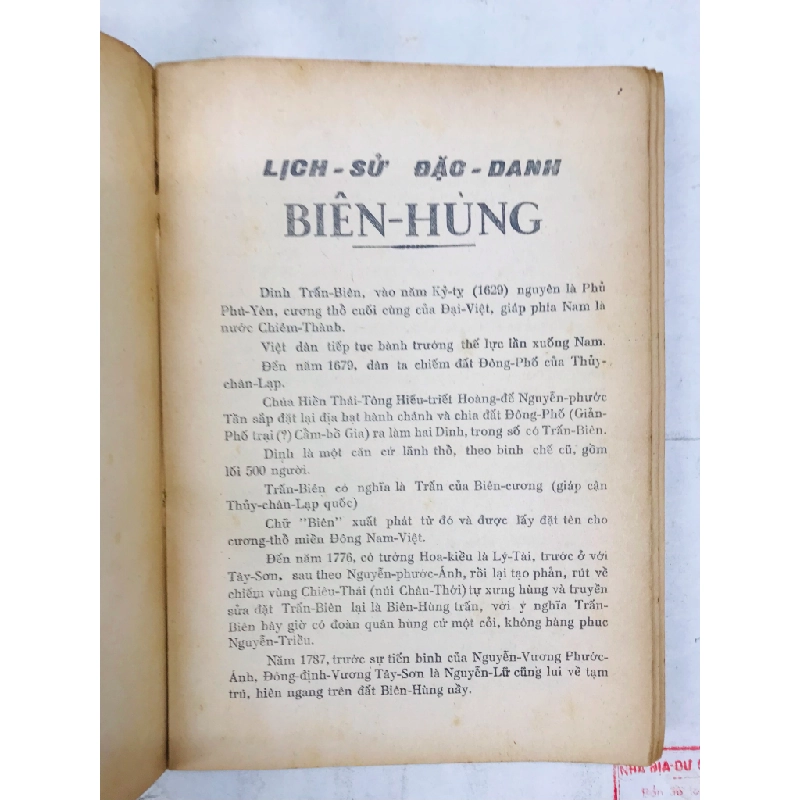 LỊCH - SỬ ĐẶC - DANH
BIÊN-HÙNG
Dinh Trấn-Biên, vào năm Kỷ-tỵ (1629) nguyên là Phủ
Phú-Yên, cương thổ cuối cùng của Đại-Việt, giáp phía Nam là
nước Chiêm-Thành.
Việt dân tiếp tục bành trướng thế lực lần xuống Nam.
Đến năm 1679, dân ta chiếm đất Đông-Phố của Thủy-
chân-Lạp.
Chúa Hiền Thái-Tông Hiếu-triết Hoàng-đế Nguyễn-phước
Tần sắp đặt lại địa hạt hành chánh và chia đất Đông-Phố (Giản-
Phố trại (?) Cầm-bồ Gia) ra làm hai Dinh, trong số có Trấn-Biên.
Dinh là một căn cứ lãnh thổ, theo binh chế cũ, gồm
lối 500 người.
Trấn-Biên có nghĩa là Trấn của Biên-cương (giáp cận
Thủy-chân-Lạp quốc)
Chữ "Biên" xuất phát từ đó và được lấy đặt tên cho
cương-thổ miền Đông Nam-Việt.
Đến năm 1776, có tướng Hoa-kiều là Lý-Tài, trước ở với
Tây-Sơn, sau theo Nguyễn-phước-Ánh, rồi lại tạo phản, rút về
chiếm vùng Chiêu-Thái (núi Châu-Thới) tự xưng hùng và truyền
sửa đặt Trấn-Biên lại là Biên-Hùng trấn, với ý nghĩa Trấn-
Biên bây giờ có đoàn quân hùng cứ một cõi, không hàng phục
Nguyễn-Triều.
Năm 1787, trước sự tiến binh của Nguyễn-Vương Phước-
Ánh, Đông-định-Vương Tây-Sơn là Nguyễn-Lữ cũng lui về tạm
trú, hiên ngang trên đất Biên-Hùng nầy.
NHÀ ĐỊA-DƯ
Bản đồ